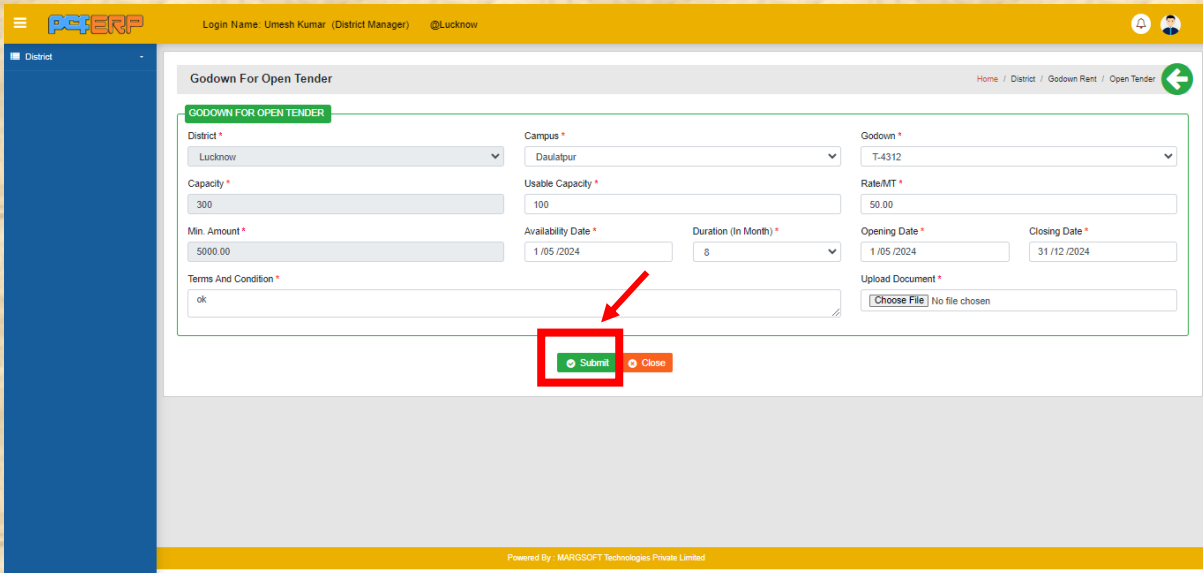 PCF ERP Login Name: Umesh Kumar (District Manager) @Lucknow
District
Godown For Open Tender Home / District / Godown Rent / Open Tender
GODOWN FOR OPEN TENDER
District * Campus * Godown *
Lucknow Daulatpur T-4312
Capacity * Usable Capacity * Rate/MT *
300 100 50.00
Min. Amount * Availability Date * Duration (In Month) * Opening Date * Closing Date *
5000.00 1 /05 /2024 8 1 /05 /2024 31 /12 /2024
Terms And Condition * Upload Document *
ok Choose File No file chosen
Submit Close
Powered By : MARGSOFT Technologies Private Limited